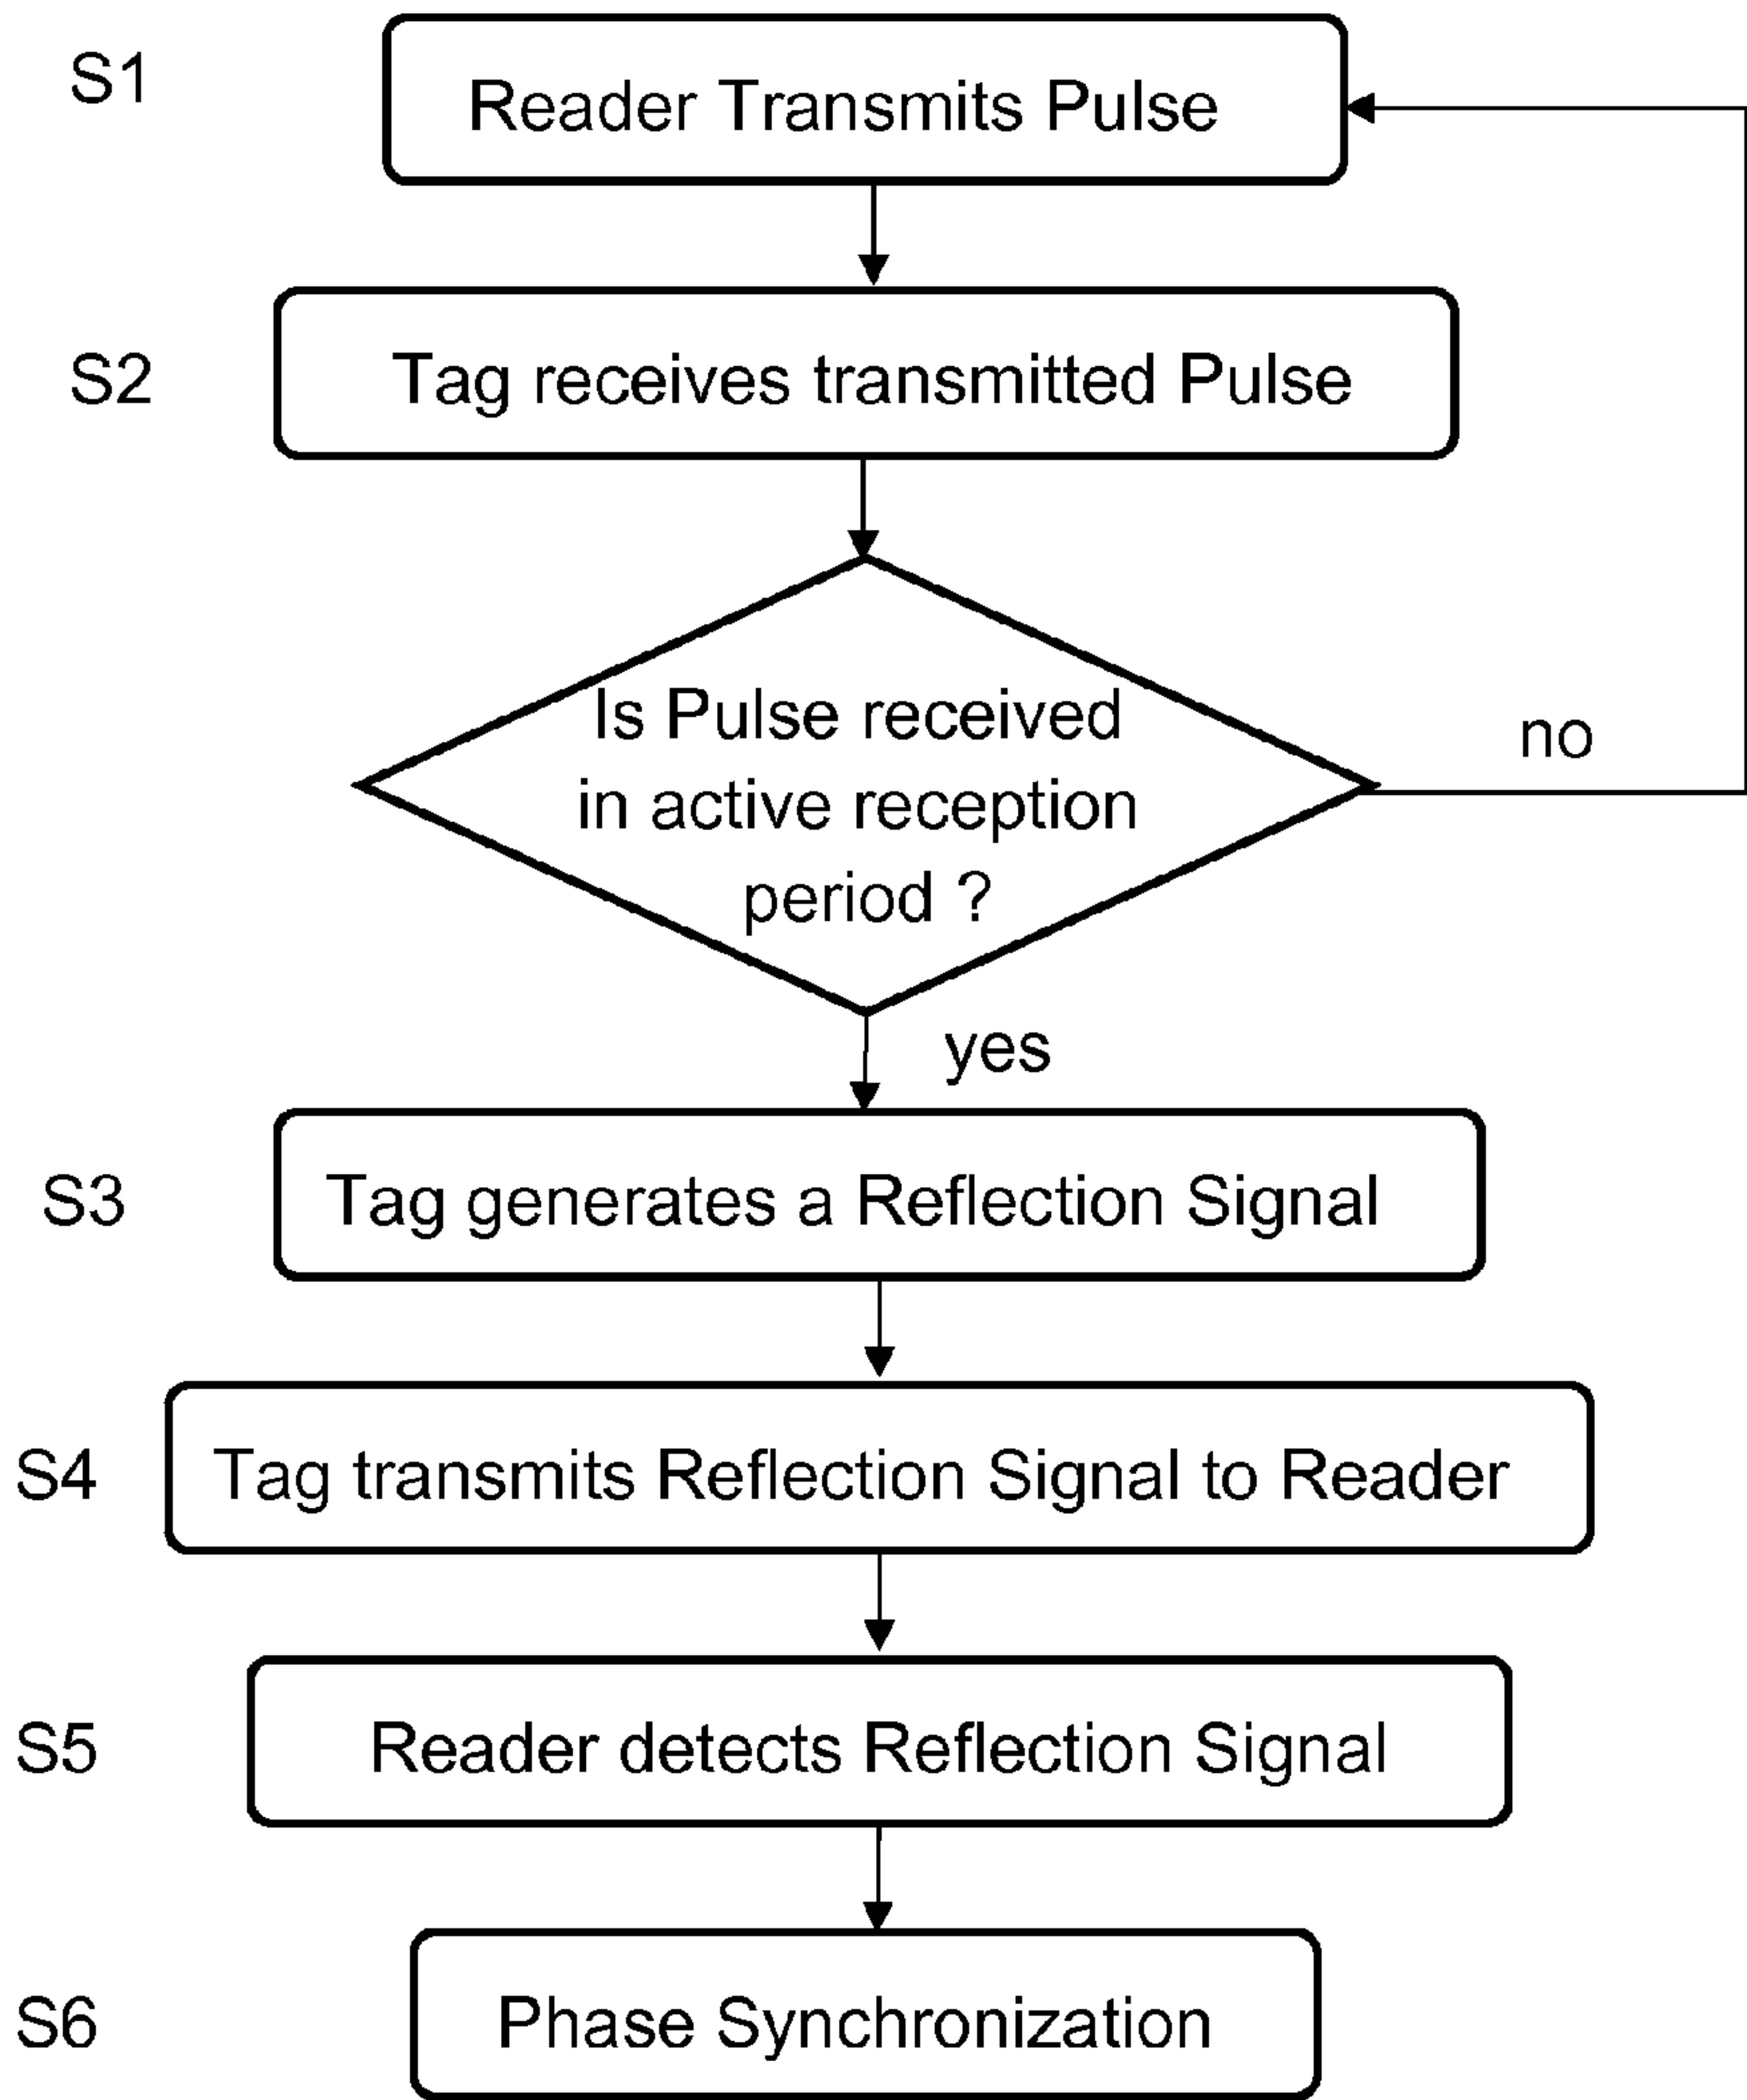 S1
Reader Transmits Pulse
S2
Tag receives transmitted Pulse
Is Pulse received
in active reception
period ?
no
yes
S3
Tag generates a Reflection Signal
S4
Tag transmits Reflection Signal to Reader
S5
Reader detects Reflection Signal
S6
Phase Synchronization